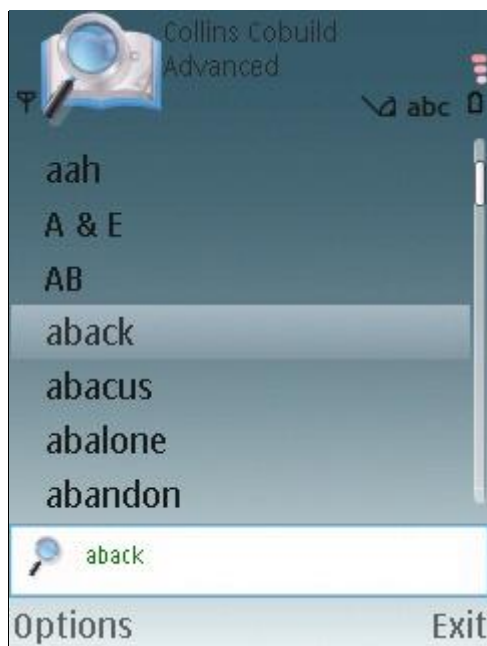 Collins Cobuild
Advanced
abc
aah
A & E
AB
aback
abacus
abalone
abandon
aback
Options Exit